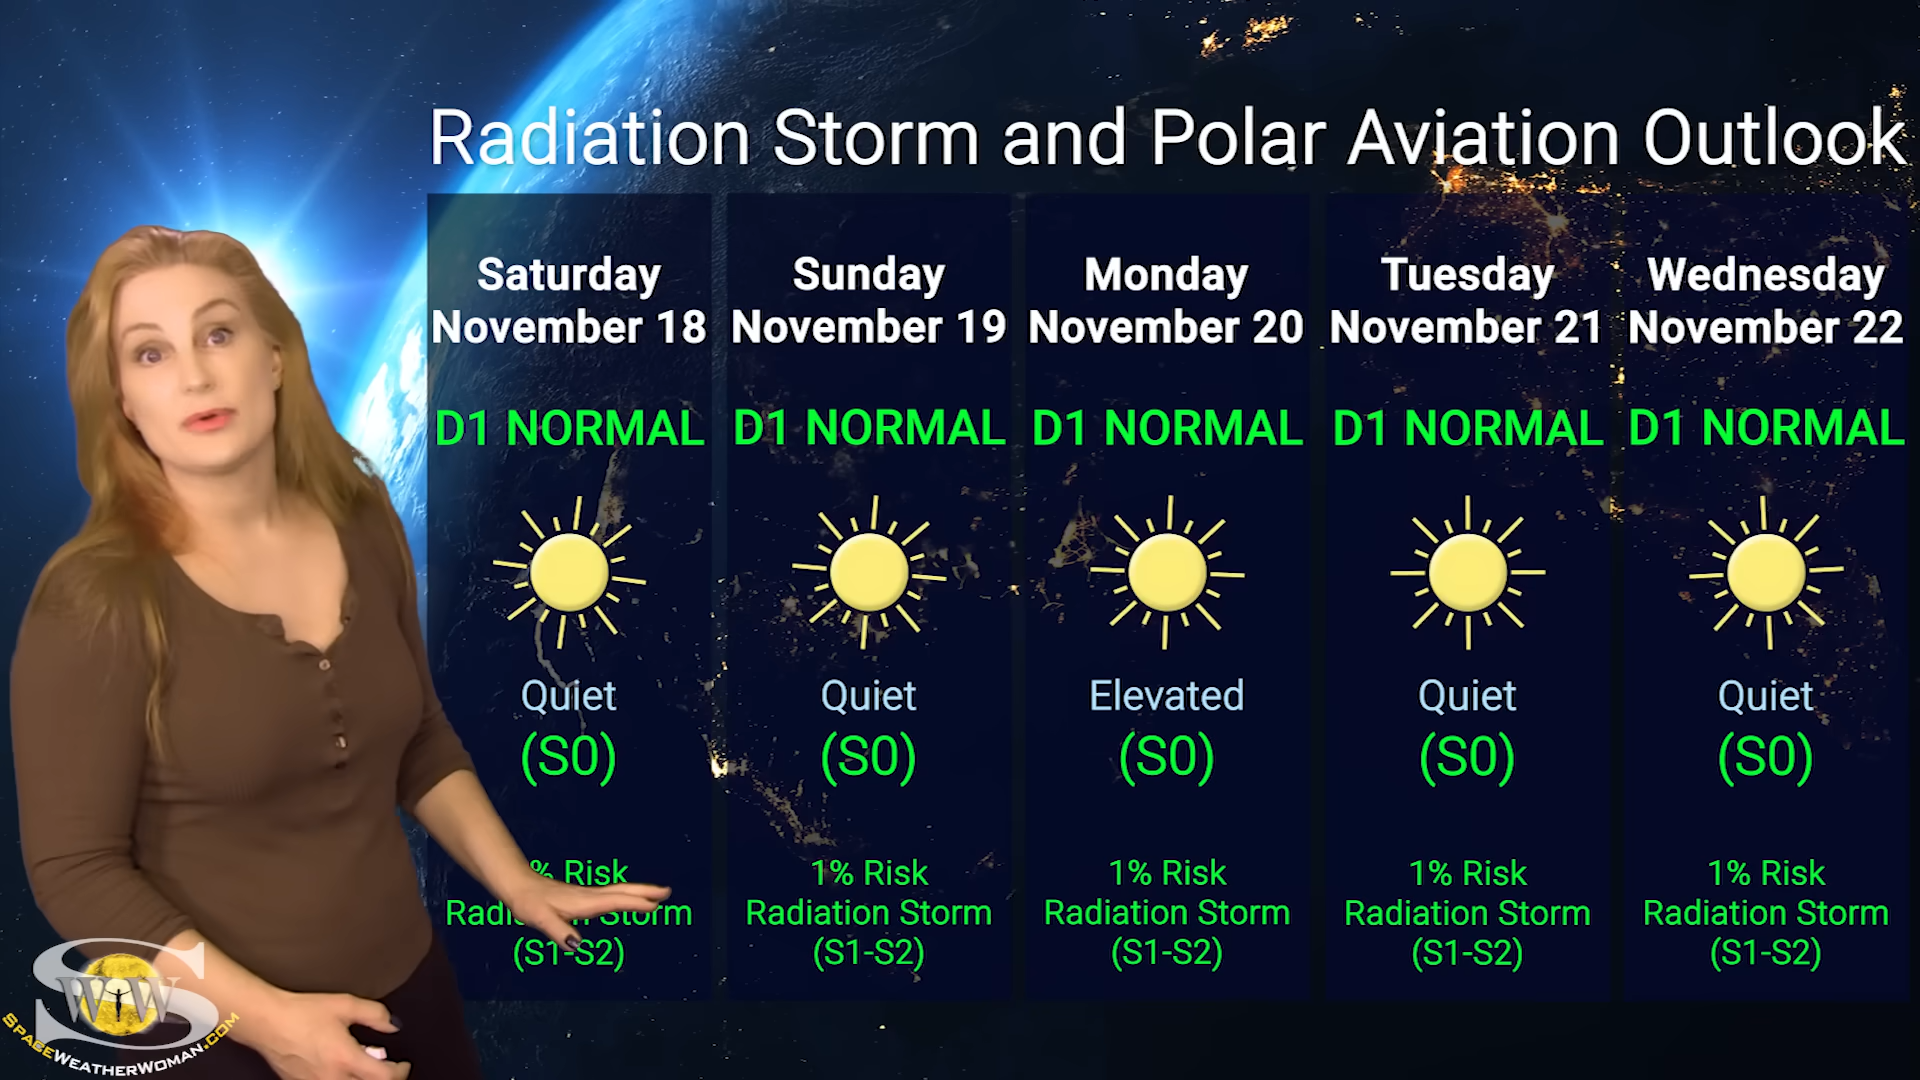 Radiation Storm and Polar Aviation Outlook
Saturday
November 18
D1 NORMAL
Quiet
(S0)
% Risk
Storm
(S1-S2)
Sunday
November 19
D1 NORMAL
Quiet
(S0)
1% Risk
Radiation Storm
(S1-S2)
Monday
November 20
D1 NORMAL
Elevated
(S0)
1% Risk
Radiation Storm
(S1-S2)
Tuesday
November 21
D1 NORMAL
Quiet
(S0)
1% Risk
Radiation Storm
(S1-S2)
Wednesday
November 22
D1 NORMAL
Quiet
(S0)
1% Risk
Radiation Storm
(S1-S2)
SWW
SPACEWEATHERWOMAN.COM